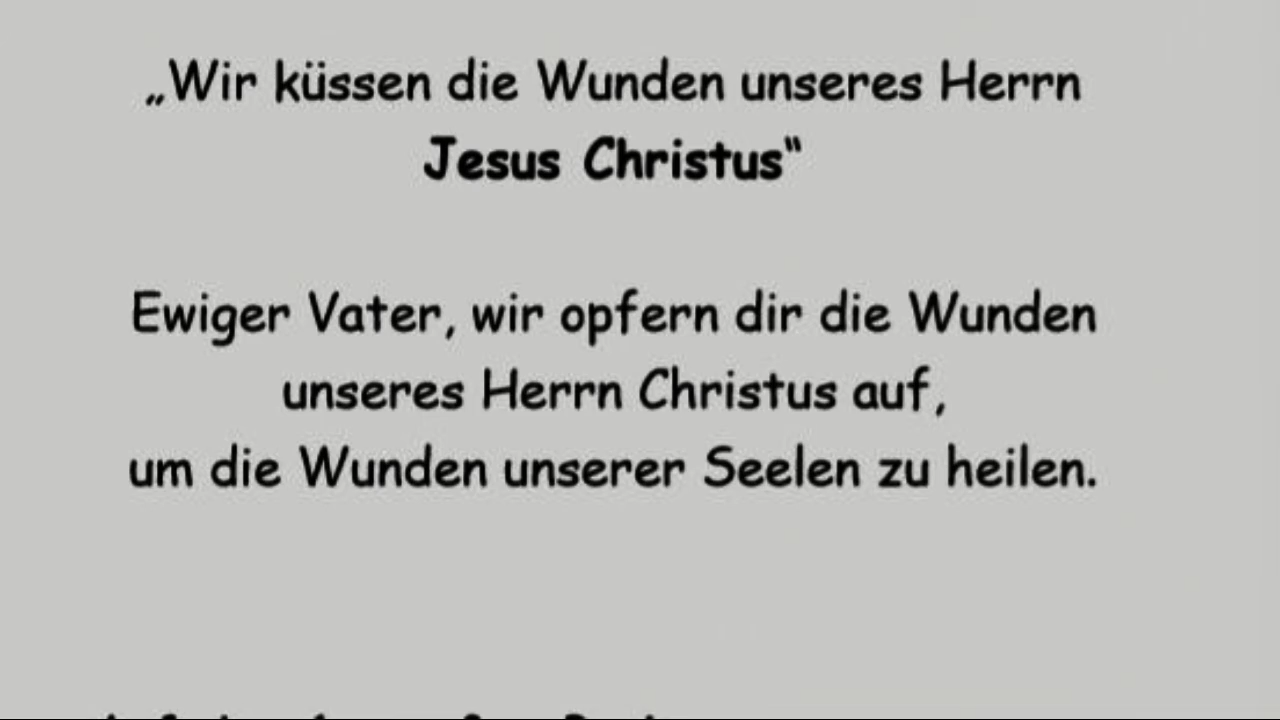 „Wir küssen die Wunden unseres Herrn
Jesus Christus“
Ewiger Vater, wir opfern dir die Wunden
unseres Herrn Christus auf,
um die Wunden unserer Seelen zu heilen.